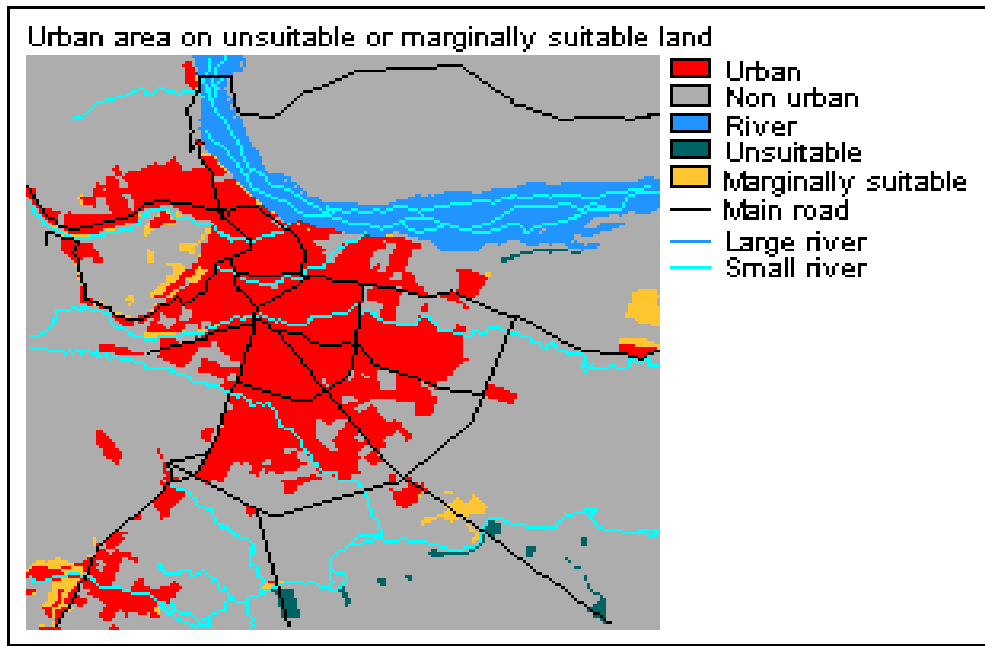 Urban area on unsuitable or marginally suitable land
Urban
Non urban
River
Unsuitable
Marginally suitable
Main road
Large river
Small river